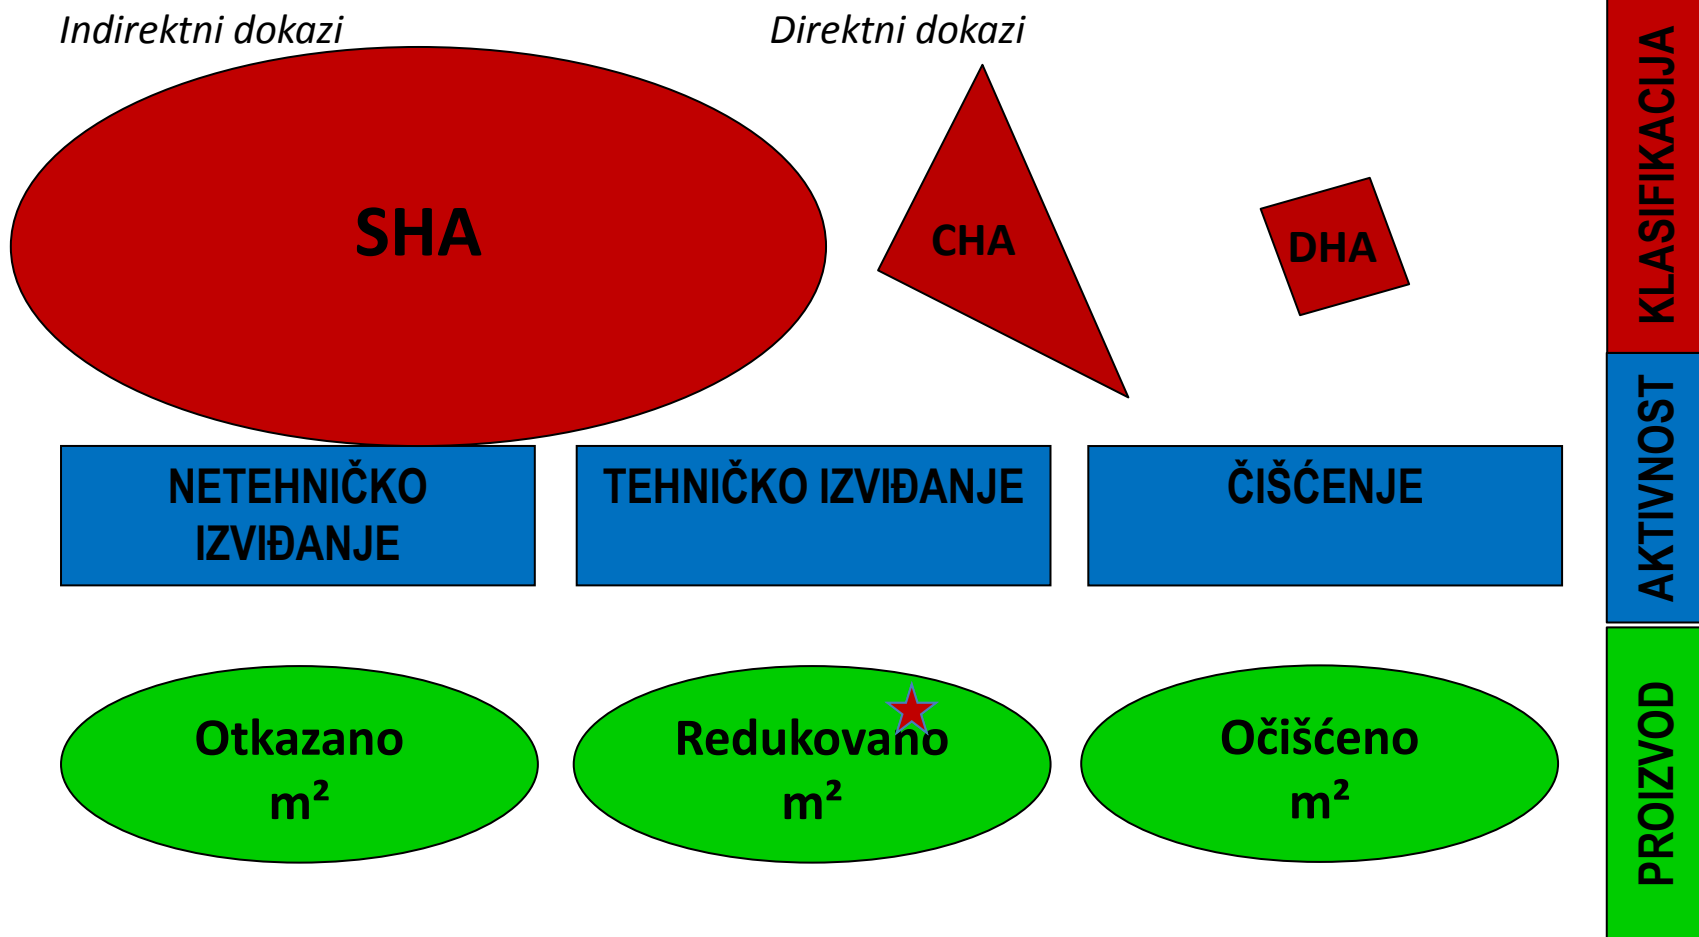 Indirektni dokazi
Direktni dokazi
SHA
CHA
DHA
KLASIFIKACIJA
NETEHNIČKO
IZVIĐANJE
TEHNIČKO IZVIĐANJE
ČIŠĆENJE
AKTIVNOST
Otkazano
m²
Redukovano
m²
Očišćeno
m²
PROIZVOD